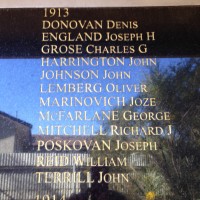 1913
DONOVAN Denis
ENGLAND Joseph H
GROSE Charles G
HARRINGTON John
JOHNSON John
LEMBERG Oliver
MARINOVICH Joze
McFARLANE George
MITCHELL Richard J
POSKOVAN Joseph
REID William
TERRILL John
1914